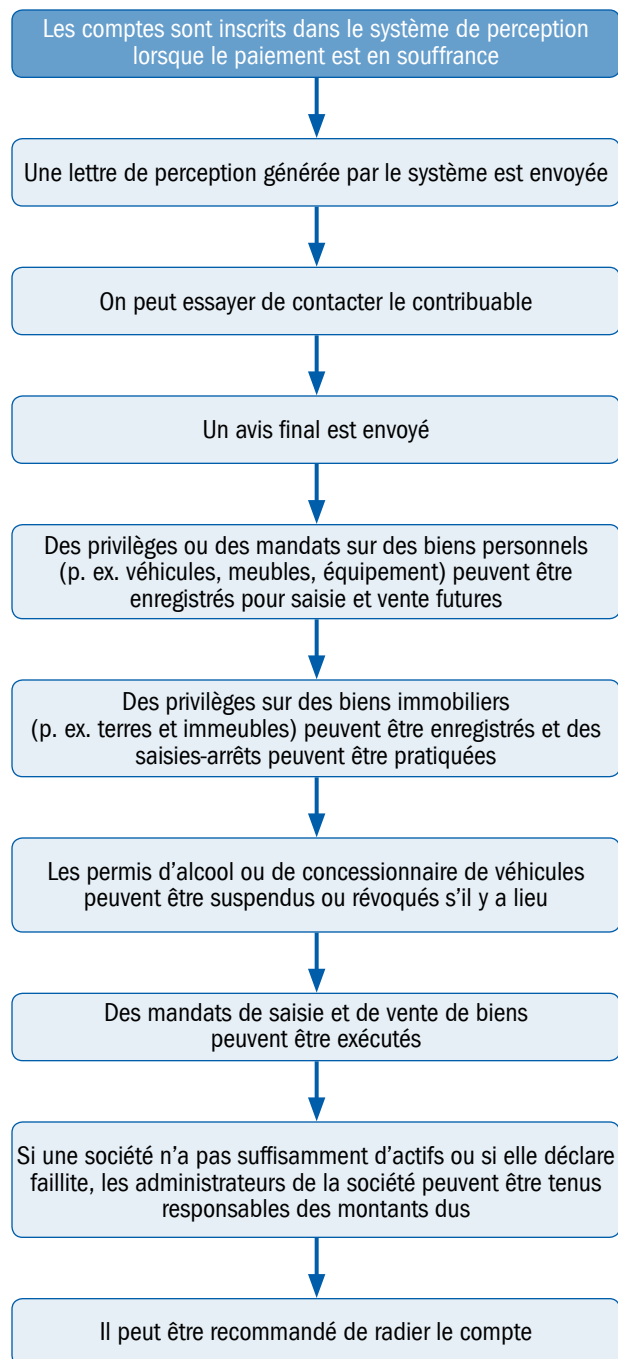 Les comptes sont inscrits dans le système de perception
lorsque le paiement est en souffrance
Une lettre de perception générée par le système est envoyée
On peut essayer de contacter le contribuable
Un avis final est envoyé
Des privilèges ou des mandats sur des biens personnels
(p. ex. véhicules, meubles, équipement) peuvent être
enregistrés pour saisie et vente futures
Des privilèges sur des biens immobiliers
(p. ex. terres et immeubles) peuvent être enregistrés et des
saisies-arrêts peuvent être pratiquées
Les permis d’alcool ou de concessionnaire de véhicules
peuvent être suspendus ou révoqués s’il y a lieu
Des mandats de saisie et de vente de biens
peuvent être exécutés
Si une société n’a pas suffisamment d’actifs ou si elle déclare
faillite, les administrateurs de la société peuvent être tenus
responsables des montants dus
Il peut être recommandé de radier le compte